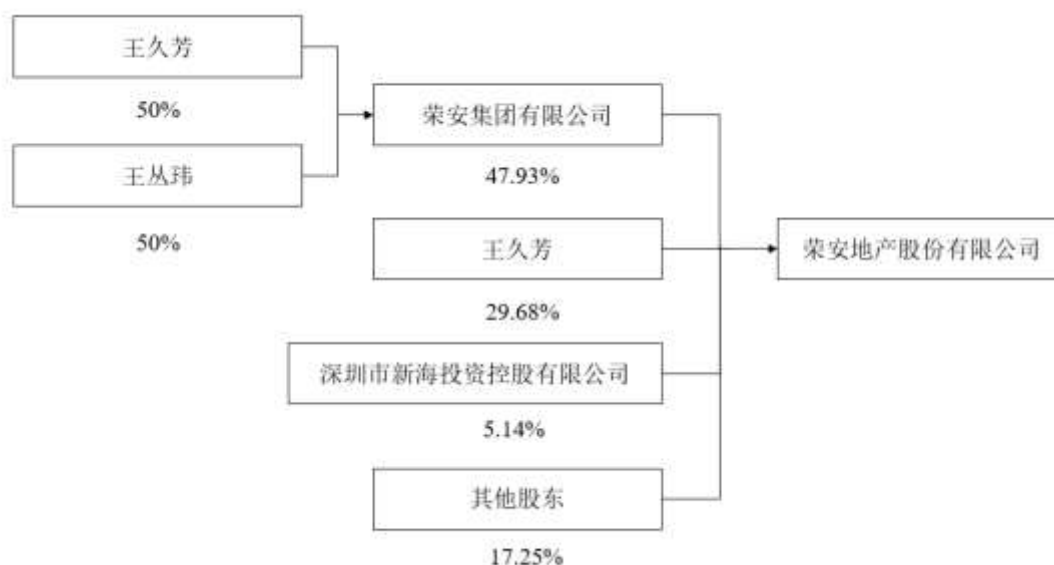 王久芳
50%
王丛玮
50%
荣安集团有限公司
47.93%
王久芳
29.68%
深圳市新海投资控股有限公司
5.14%
其他股东
17.25%
荣安地产股份有限公司